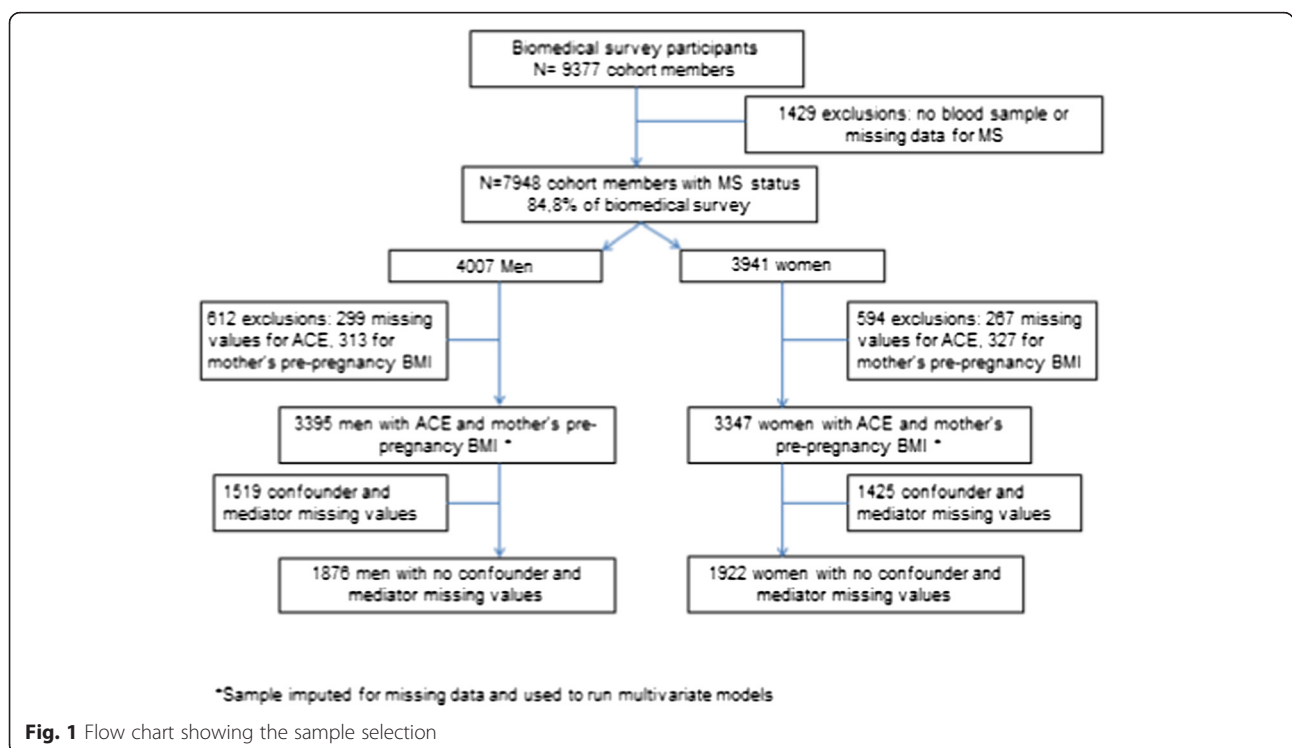 Biomedical survey participants
N= 9377 cohort members
1429 exclusions: no blood sample or
missing data for MS
N=7948 cohort members with MS status
84,8% of biomedical survey
4007 Men
3941 women
612 exclusions: 299 missing
values for ACE, 313 for
mother's pre-pregnancy BMI
594 exclusions: 267 missing
values for ACE, 327 for
mother's pre-pregnancy BMI
3395 men with ACE and mother's pre-
pregnancy BMI *
3347 women with ACE and mother's
pre-pregnancy BMI *
1519 confounder and
mediator missing values
1425 confounder and
mediator missing values
1876 men with no confounder and
mediator missing values
1922 women with no confounder and
mediator missing values
*Sample imputed for missing data and used to run multivariate models
Fig. 1 Flow chart showing the sample selection